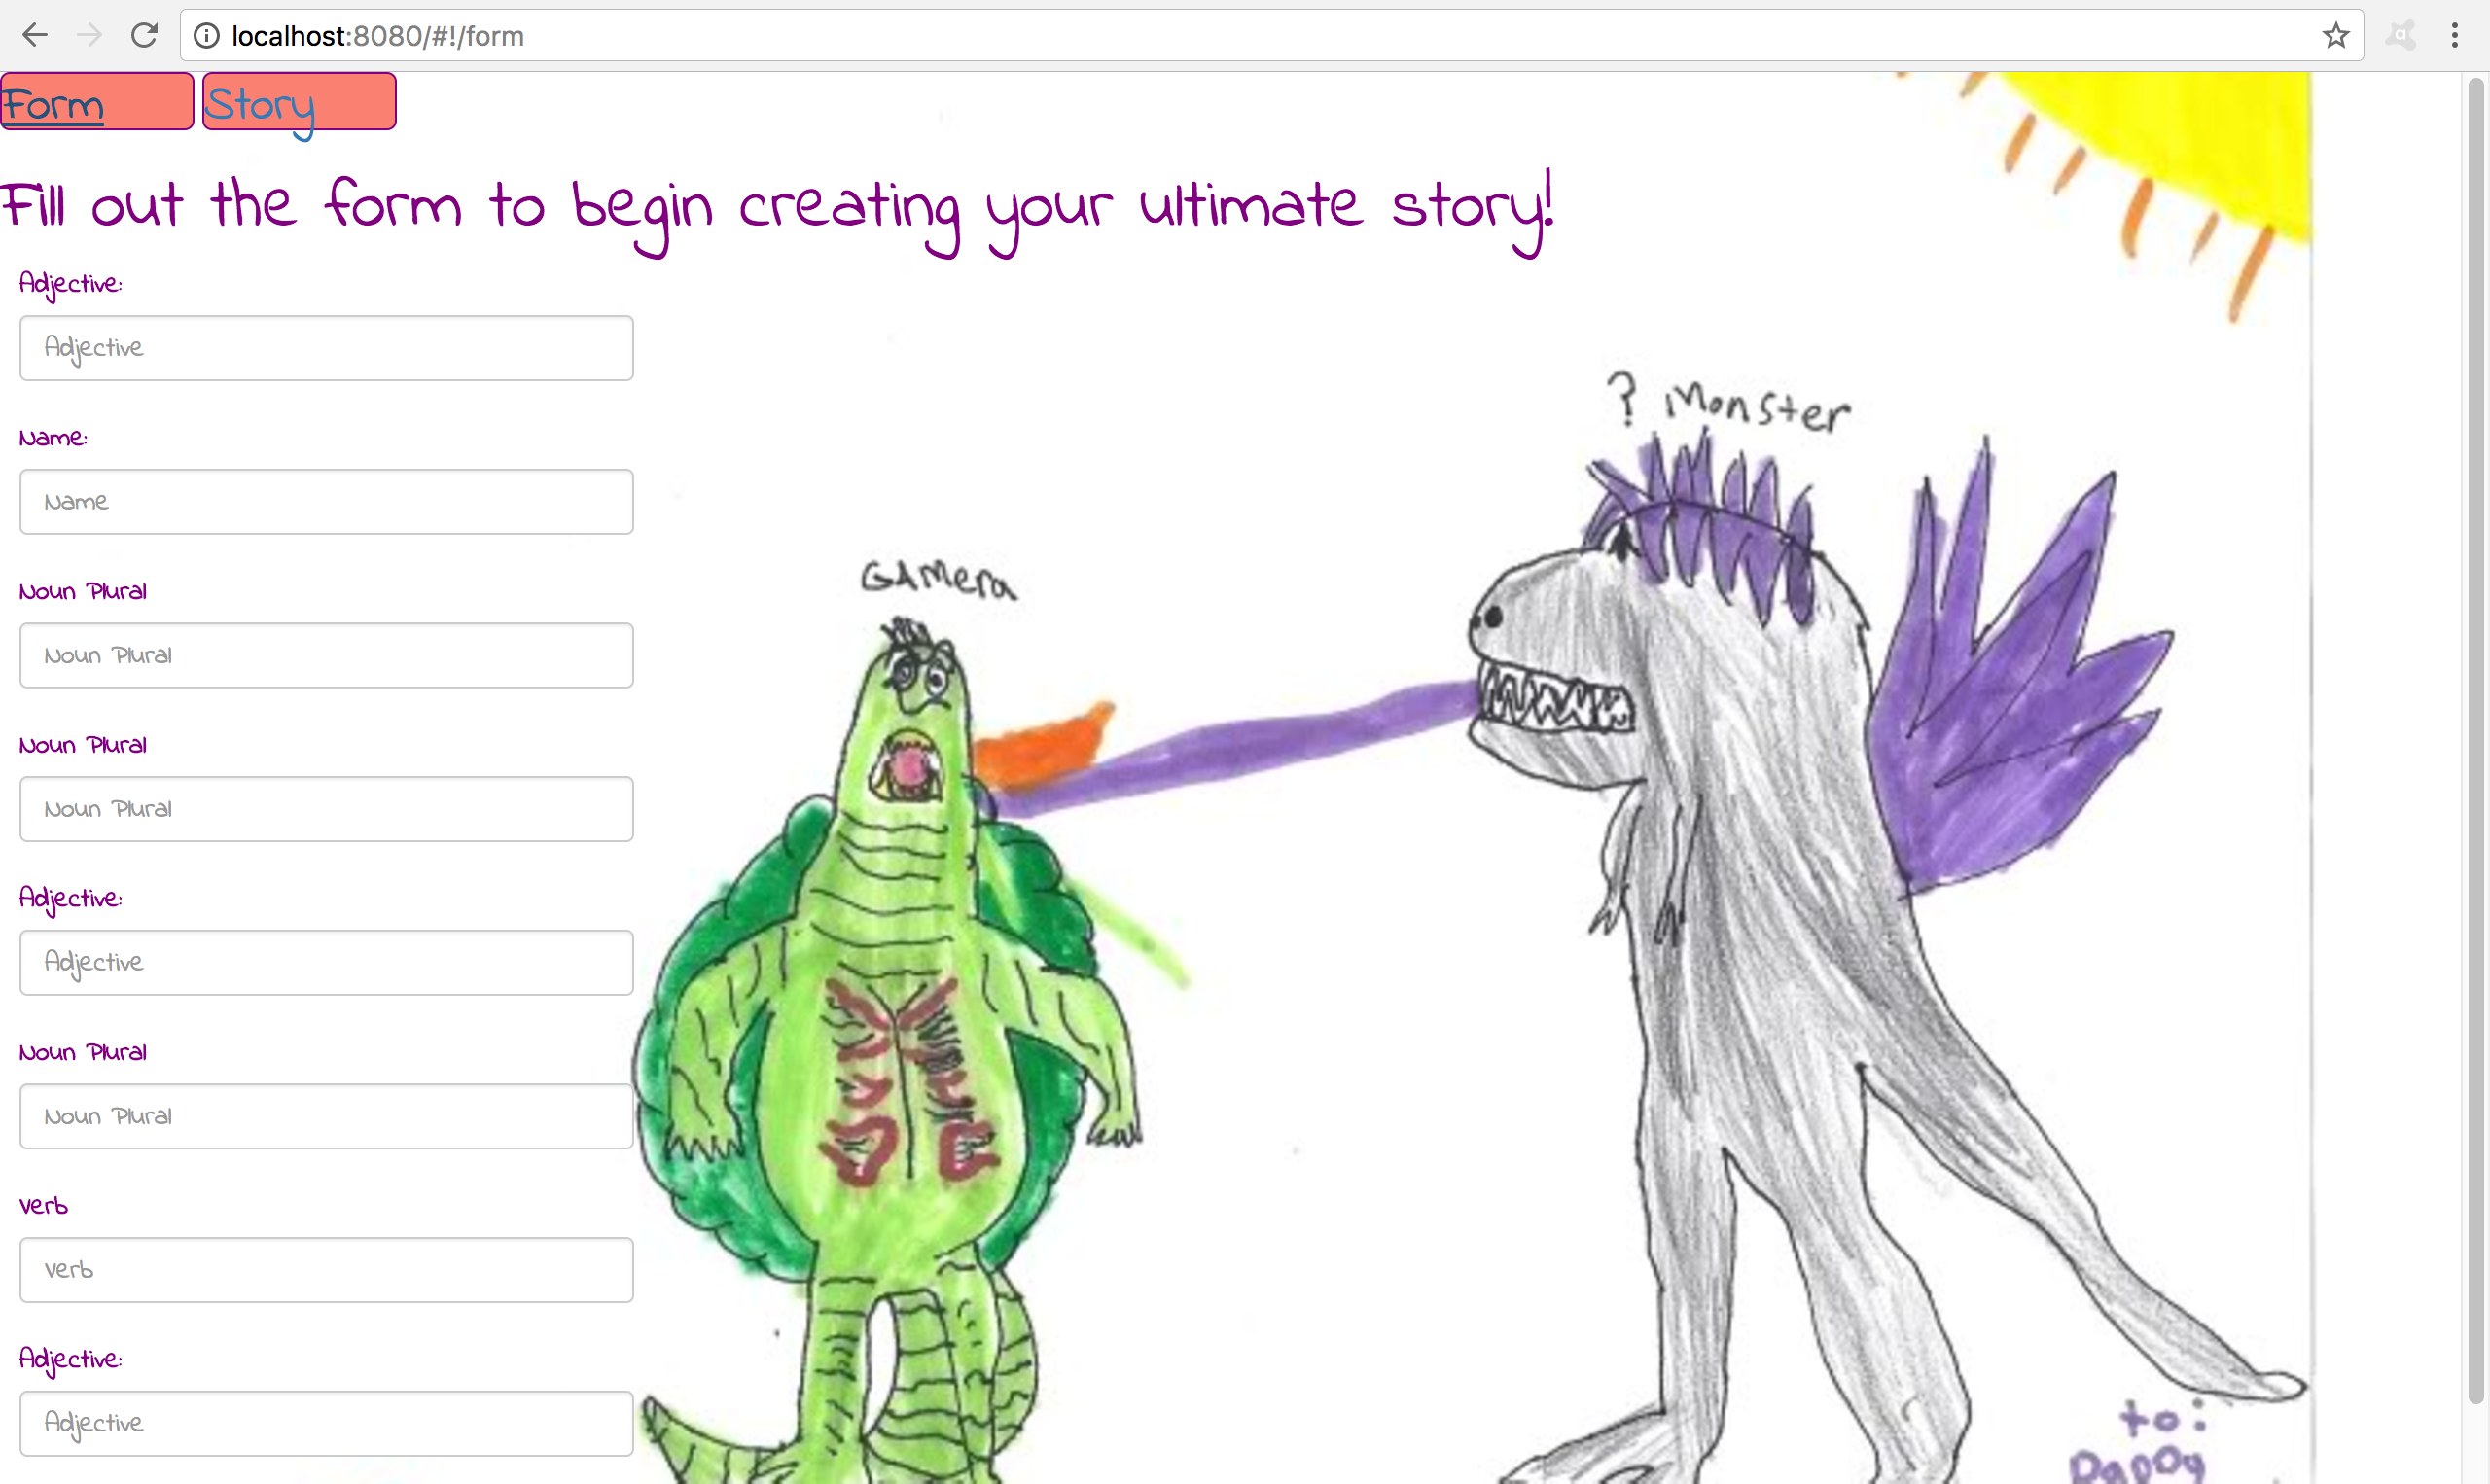 localhost:8080/#!/form
Form Story
Fill out the form to begin creating your ultimate story!
Adjective:
Adjective
Name:
Name
Noun Plural
Noun Plural
Noun Plural
Noun Plural
Adjective:
Adjective
Noun Plural
Noun Plural
verb
verb
Adjective:
Adjective
? Monster
GAMera
to: